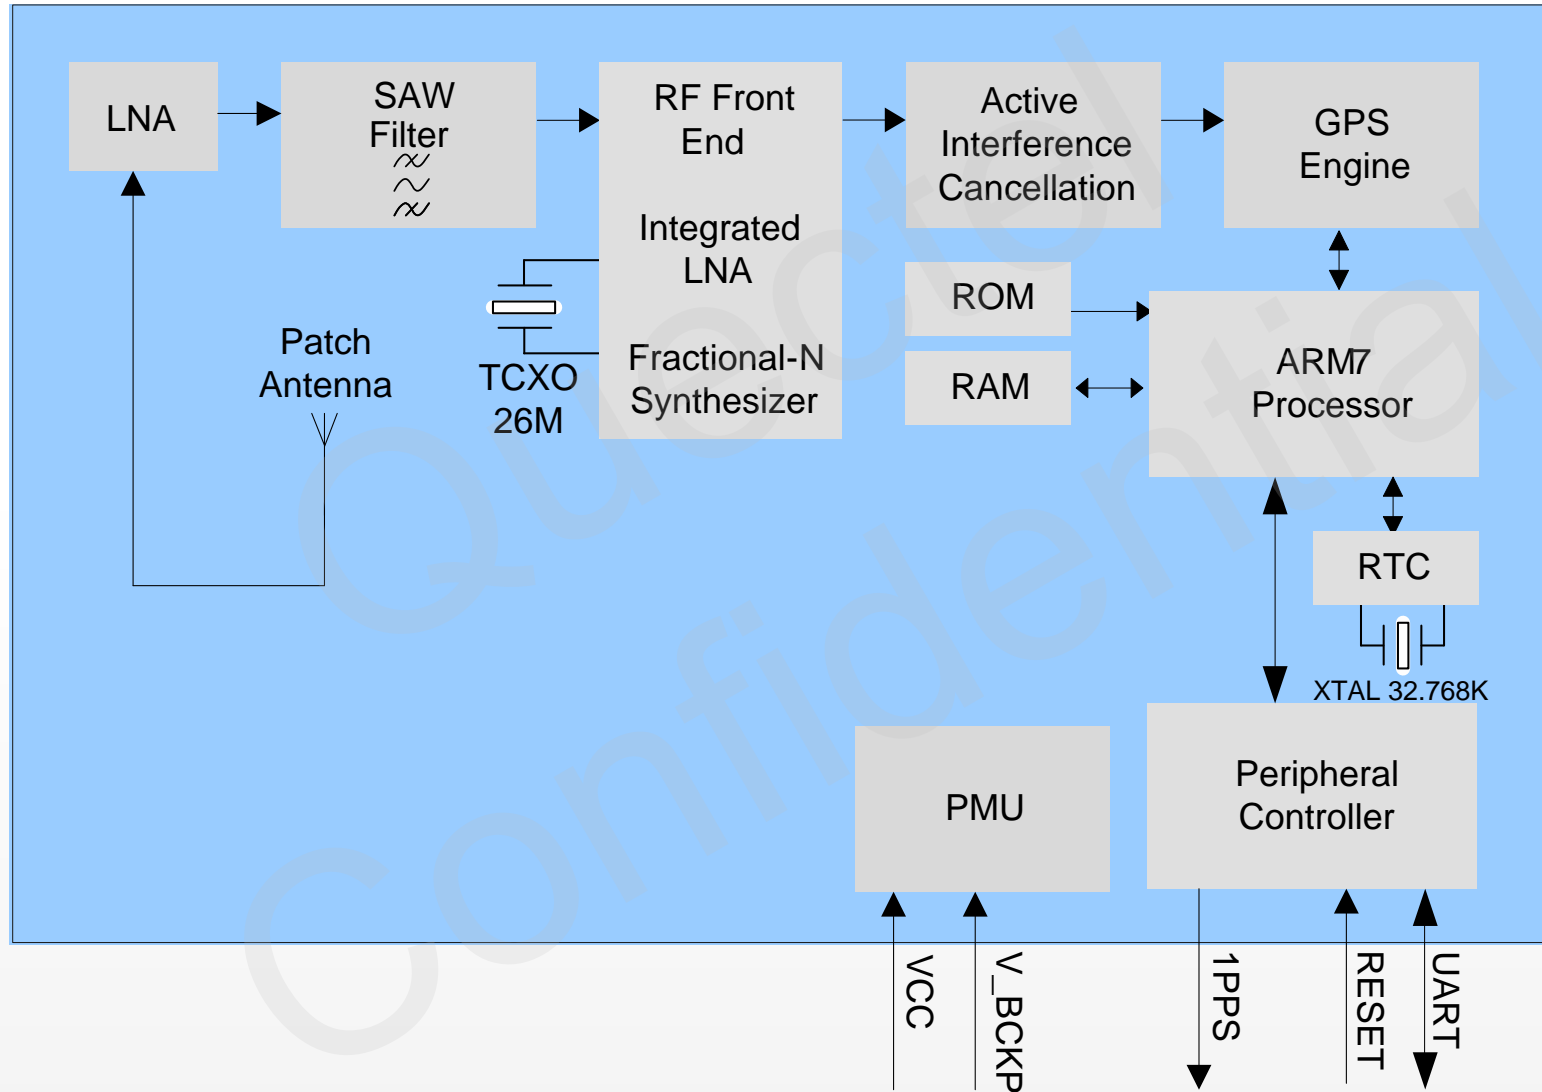 LNA
SAW
Filter
RF Front
End
Integrated
LNA
Fractional-N
Synthesizer
Active
Interference
Cancellation
GPS
Engine
ROM
RAM
ARM7
Processor
Patch
Antenna
TCXO
26M
RTC
XTAL 32.768K
PMU
Peripheral
Controller
VCC
V_BCKP
1PPS
RESET
UART
Quectel
Confidential